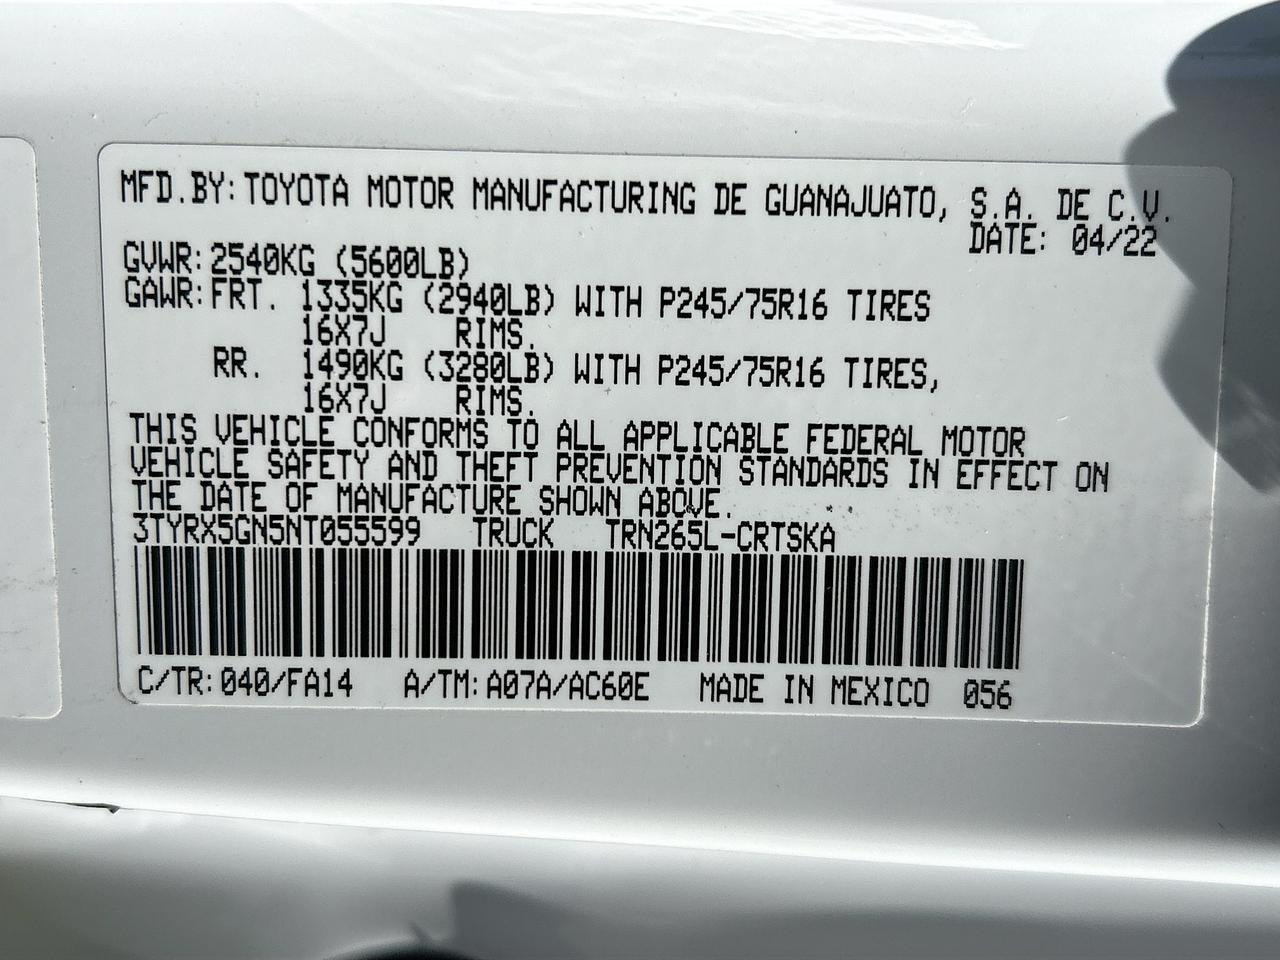 MFD.BY: TOYOTA MOTOR MANUFACTURING DE GUANAJUATO, S.A. DE C.V.
DATE: 04/22
GVWR: 2540KG (5600LB)
GAWR: FRT. 1335KG (2940LB) WITH P245/75R16 TIRES
16X7J RIMS.
RR. 1490KG (3280LB) WITH P245/75R16 TIRES,
16X7J RIMS.
THIS VEHICLE CONFORMS TO ALL APPLICABLE FEDERAL MOTOR
VEHICLE SAFETY AND THEFT PREVENTION STANDARDS IN EFFECT ON
THE DATE OF MANUFACTURE SHOWN ABOVE.
3TYRX5GN5NT055599 TRUCK TRN265L-CRTSKA
C/TR: 040/FA14 A/TM: A07A/AC60E MADE IN MEXICO 056